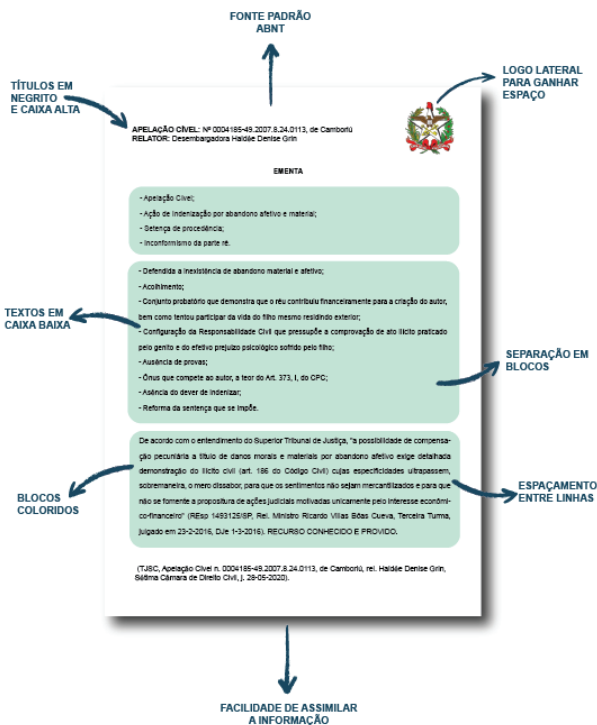 FONTE PADRÃO
ABNT
TÍTULOS EM
NEGRITO
E CAIXA ALTA
LOGO LATERAL
PARA GANHAR
ESPAÇO
APELAÇÃO CÍVEL: Nº 0004185-49.2007.8.24.0113, de Camboriú
RELATOR: Desembargadora Haidée Denise Grin
EMENTA
- Apelação Cível;
- Ação de Indenização por abandono afetivo e material;
- Setença de procedência;
- Inconformismo da parte ré.
- Defendida a inexistência de abandono material e afetivo;
- Acolhimento;
- Conjunto probatório que demonstra que o réu contribuiu financeiramente para a criação do autor,
bem como tentou participar da vida do filho mesmo residindo exterior;
- Configuração da Responsabilidade Civil que pressupõe a comprovação de ato ilícito praticado
pelo genito e do efetivo prejuízo psicológico sofrido pelo filho;
- Ausência de provas;
- Ônus que compete ao autor, a teor do Art. 373, I, do CPC;
- Asência do dever de indenizar;
- Reforma da sentença que se impõe.
TEXTOS EM
CAIXA BAIXA
SEPARAÇÃO EM
BLOCOS
De acordo com o entendimento do Superior Tribunal de Justiça, "a possibilidade de compensa-
ção pecuniária a título de danos morais e materiais por abandono afetivo exige detalhada
demonstração do ilícito civil (art. 186 do Código Civil) cujas especificidades ultrapassem,
sobremaneira, o mero dissabor, para que os sentimentos não sejam mercantilizados e para que
não se fomente a propositura de ações judiciais motivadas unicamente pelo interesse econômi-
co-financeiro" (REsp 1493125/SP, Rel. Ministro Ricardo Villas Bôas Cueva, Terceira Turma,
julgado em 23-2-2016, DJe 1-3-2016). RECURSO CONHECIDO E PROVIDO.
BLOCOS
COLORIDOS
ESPAÇAMENTO
ENTRE LINHAS
(TJSC, Apelação Cível n. 0004185-49.2007.8.24.0113, de Camboriú, rel. Haidée Denise Grin,
Sétima Câmara de Direito Civil, j. 28-05-2020).
FACILIDADE DE ASSIMILAR
A INFORMAÇÃO